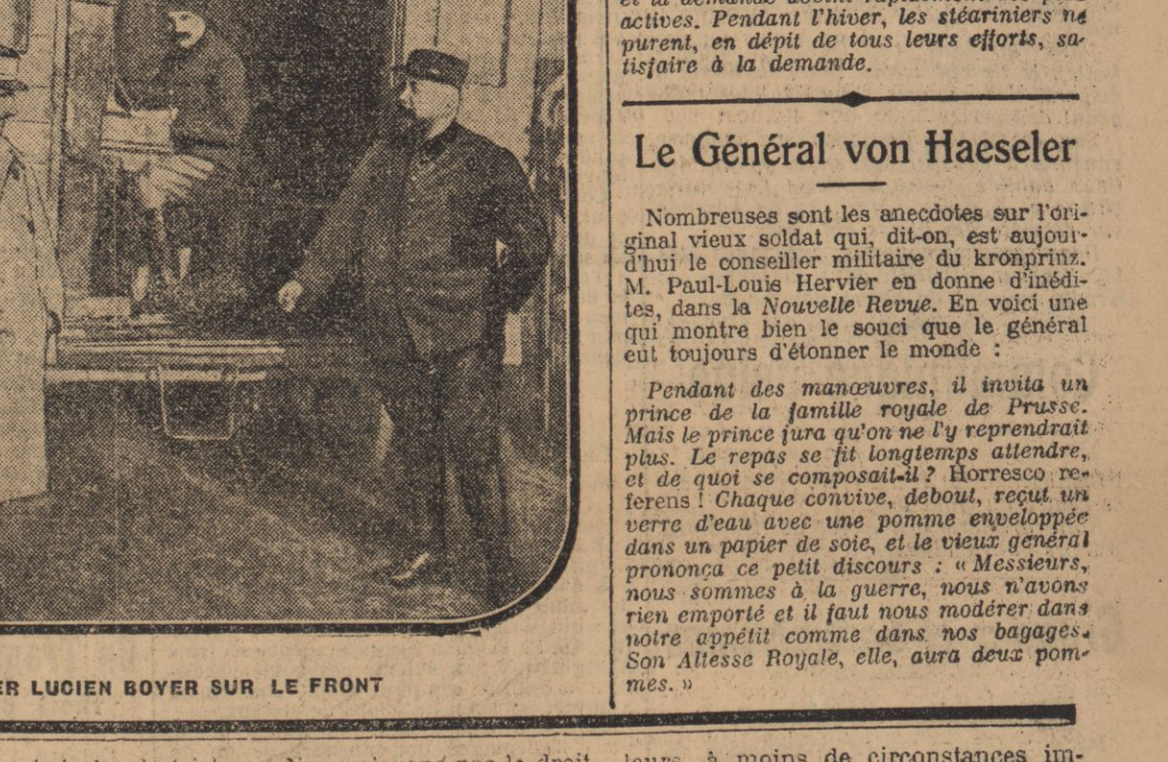 actives. Pendant l'hiver, les stéariniers ne
purent, en dépit de tous leurs efforts, sa-
tisfaire à la demande.
Le Général von Haeseler
Nombreuses sont les anecdotes sur l'ori-
ginal vieux soldat qui, dit-on, est aujour-
d'hui le conseiller militaire du kronprinz.
M. Paul-Louis Hervier en donne d'inédi-
tes, dans la Nouvelle Revue. En voici une
qui montre bien le souci que le général
eut toujours d'étonner le monde :
Pendant des manœuvres, il invita un
prince de la famille royale de Prusse.
Mais le prince jura qu'on ne l'y reprendrait
plus. Le repas se fit longtemps attendre,
et de quoi se composait-il ? Horresco re-
ferens ! Chaque convive, debout, reçut un
verre d'eau avec une pomme enveloppée
dans un papier de soie, et le vieux général
prononça ce petit discours : « Messieurs,
nous sommes à la guerre, nous n'avons
rien emporté et il faut nous modérer dans
notre appétit comme dans nos bagages.
Son Altesse Royale, elle, aura deux pom-
mes. »
ER LUCIEN BOYER SUR LE FRONT
le droit
à moins de circonstances im-